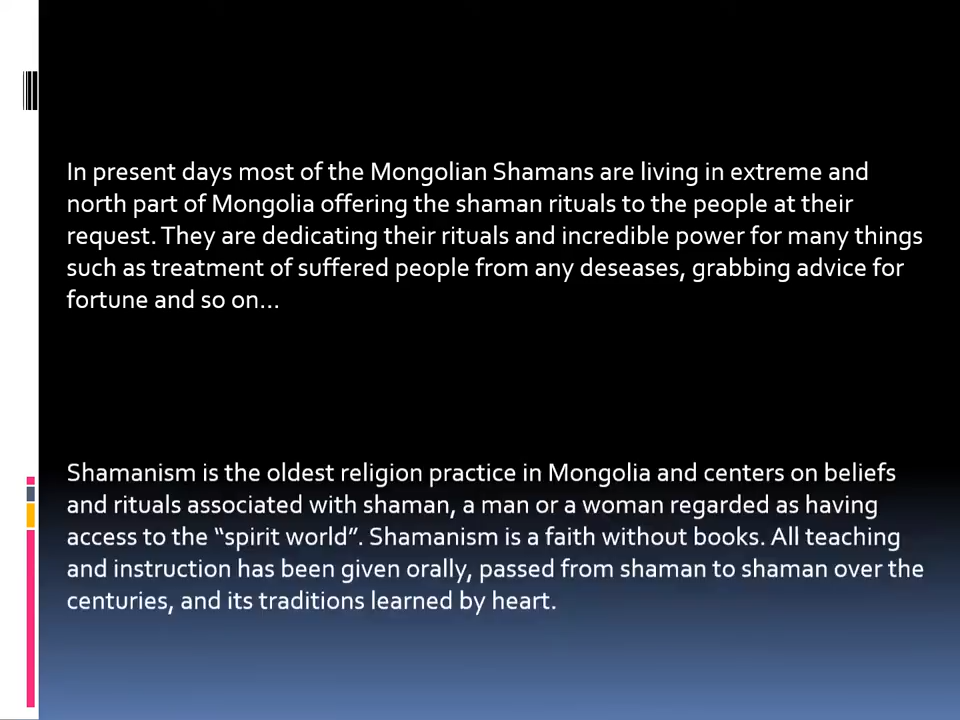 In present days most of the Mongolian Shamans are living in extreme and
north part of Mongolia offering the shaman rituals to the people at their
request. They are dedicating their rituals and incredible power for many things
such as treatment of suffered people from any deseases, grabbing advice for
fortune and so on...
Shamanism is the oldest religion practice in Mongolia and centers on beliefs
and rituals associated with shaman, a man or a woman regarded as having
access to the “spirit world”. Shamanism is a faith without books. All teaching
and instruction has been given orally, passed from shaman to shaman over the
centuries, and its traditions learned by heart.